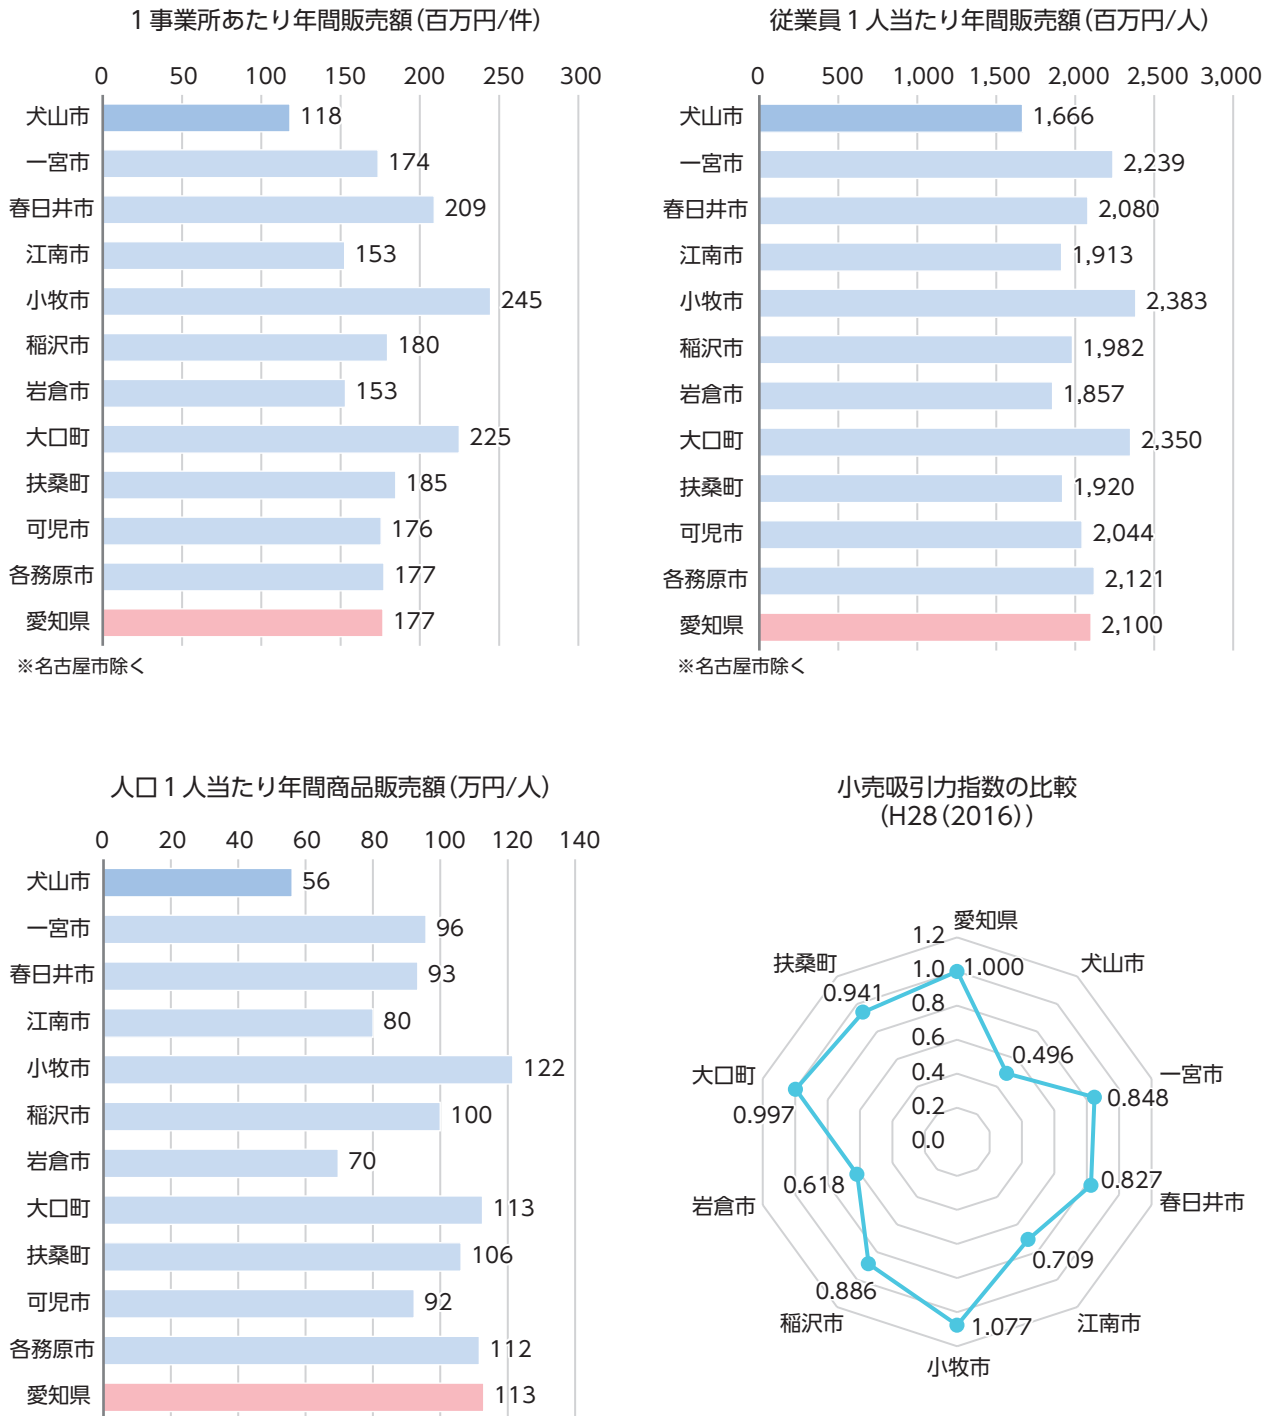 1事業所あたり年間販売額(百万円/件)
0 50 100 150 200 250 300
犬山市 118
一宮市 174
春日井市 209
江南市 153
小牧市 245
稲沢市 180
岩倉市 153
大口町 225
扶桑町 185
可児市 176
各務原市 177
愛知県 177
※名古屋市除く
従業員1人当たり年間販売額(百万円/人)
0 500 1,000 1,500 2,000 2,500 3,000
犬山市 1,666
一宮市 2,239
春日井市 2,080
江南市 1,913
小牧市 2,383
稲沢市 1,982
岩倉市 1,857
大口町 2,350
扶桑町 1,920
可児市 2,044
各務原市 2,121
愛知県 2,100
※名古屋市除く
人口1人当たり年間商品販売額(万円/人)
0 20 40 60 80 100 120 140
犬山市 56
一宮市 96
春日井市 93
江南市 80
小牧市 122
稲沢市 100
岩倉市 70
大口町 113
扶桑町 106
可児市 92
各務原市 112
愛知県 113
小売吸引力指数の比較
(H28(2016))
1.2
1.0
0.8
0.6
0.4
0.2
0.0
愛知県
1.000
犬山市
0.496
一宮市
0.848
春日井市
0.827
江南市
0.709
小牧市
1.077
稲沢市
0.886
岩倉市
0.618
大口町
0.997
扶桑町
0.941